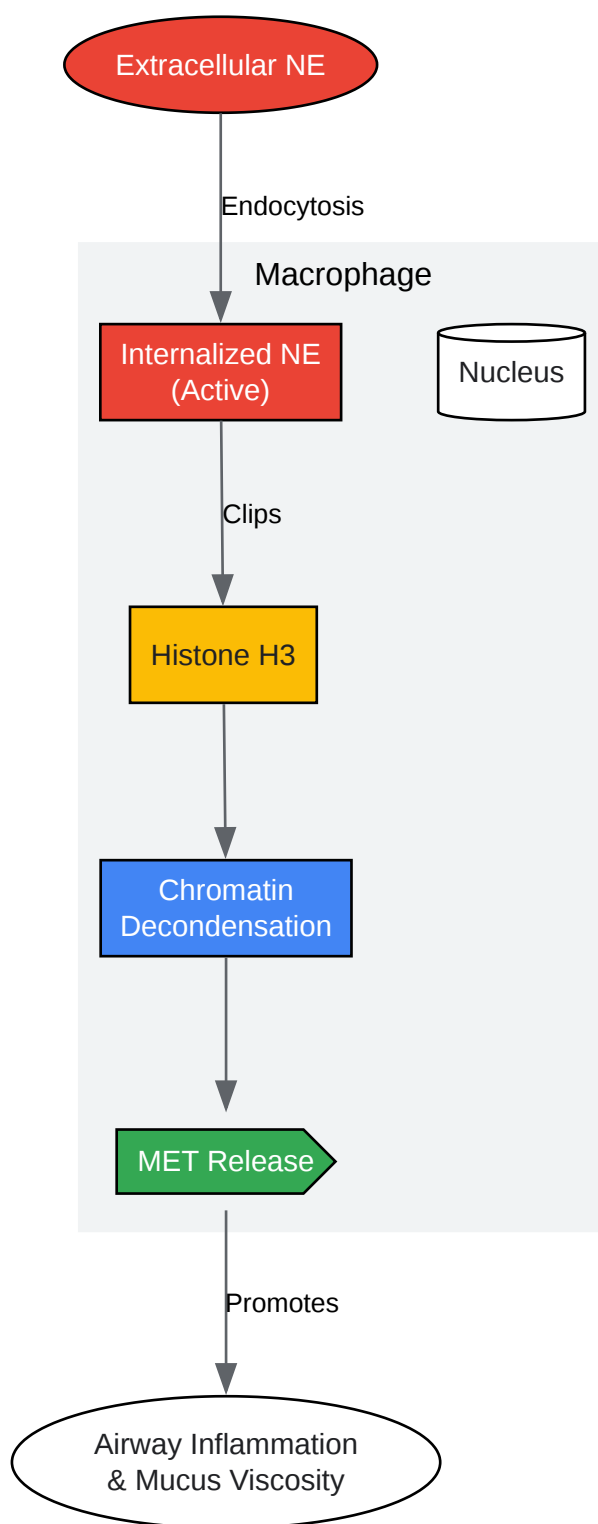 Extracellular NE
Endocytosis
Macrophage
Internalized NE
(Active)
Nucleus
Clips
Histone H3
Chromatin
Decondensation
MET Release
Promotes
Airway Inflammation
& Mucus Viscosity